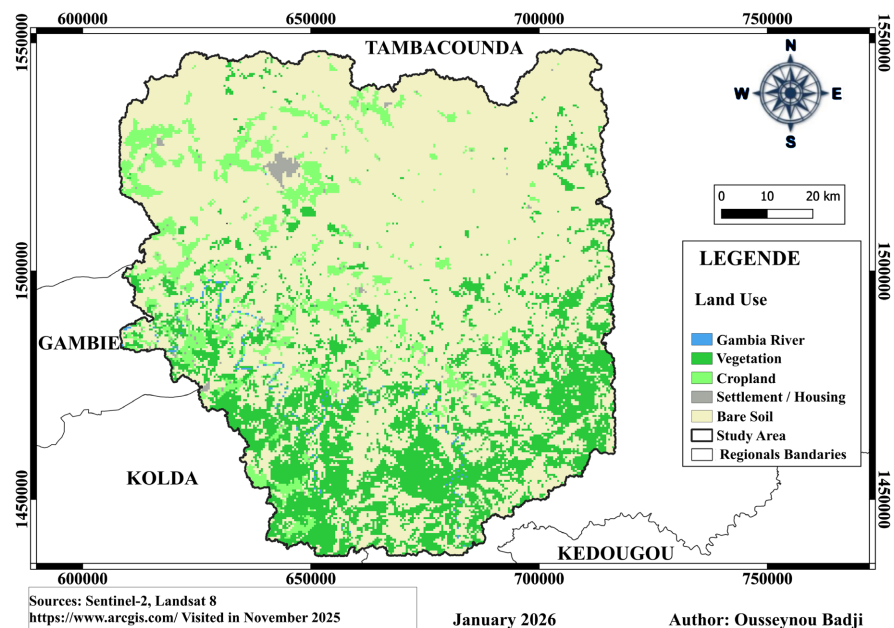 600000 650000 700000 750000
1550000
1550000
TAMBACOUNDA
N
W E
S
0 10 20 km
1500000
1500000
LEGENDE
Land Use
GAMBIE
Gambia River
Vegetation
Cropland
Settlement / Housing
Bare Soil
Study Area
Regionals Bandaries
KOLDA
1450000
1450000
KEDOUGOU
600000 650000 700000 750000
Sources: Sentinel-2, Landsat 8
https://www.arcgis.com/ Visited in November 2025
January 2026
Author: Ousseynou Badji